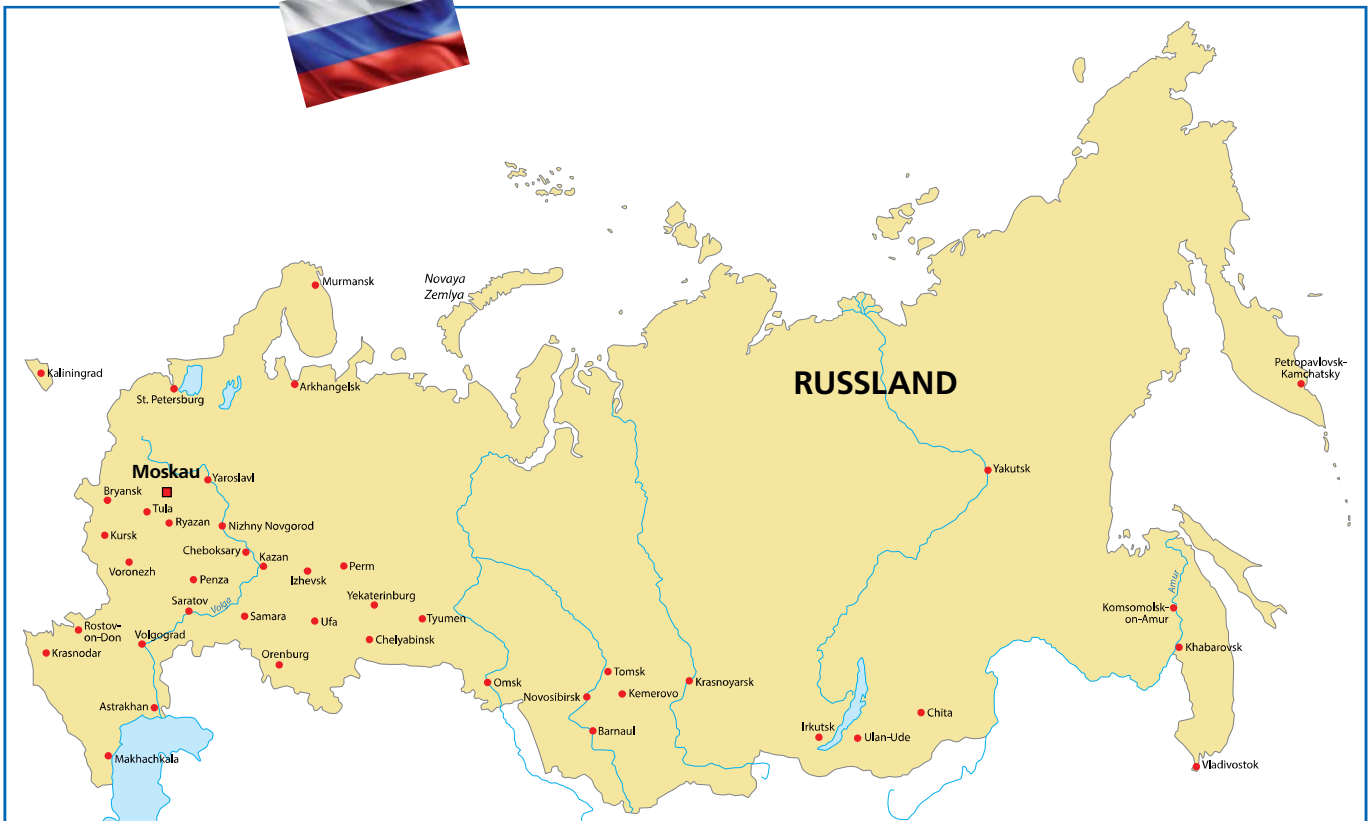 Murmansk
Novaya
Zemlya
Kaliningrad
St. Petersburg
Arkhangelsk
RUSSLAND
Petropavlovsk-
Kamchatsky
Moskau
Yaroslavl
Yakutsk
Bryansk
Tula
Ryazan
Nizhny Novgorod
Kursk
Cheboksary
Kazan
Voronezh
Penza
Izhevsk
Perm
Yekaterinburg
Saratov
Volga
Samara
Ufa
Tyumen
Amur
Komsomolsk-
on-Amur
Rostov-
on-Don
Volgograd
Chelyabinsk
Khabarovsk
Krasnodar
Orenburg
Omsk
Tomsk
Novosibirsk
Kemerovo
Krasnoyarsk
Astrakhan
Barnaul
Irkutsk
Ulan-Ude
Chita
Makhachkala
Vladivostok